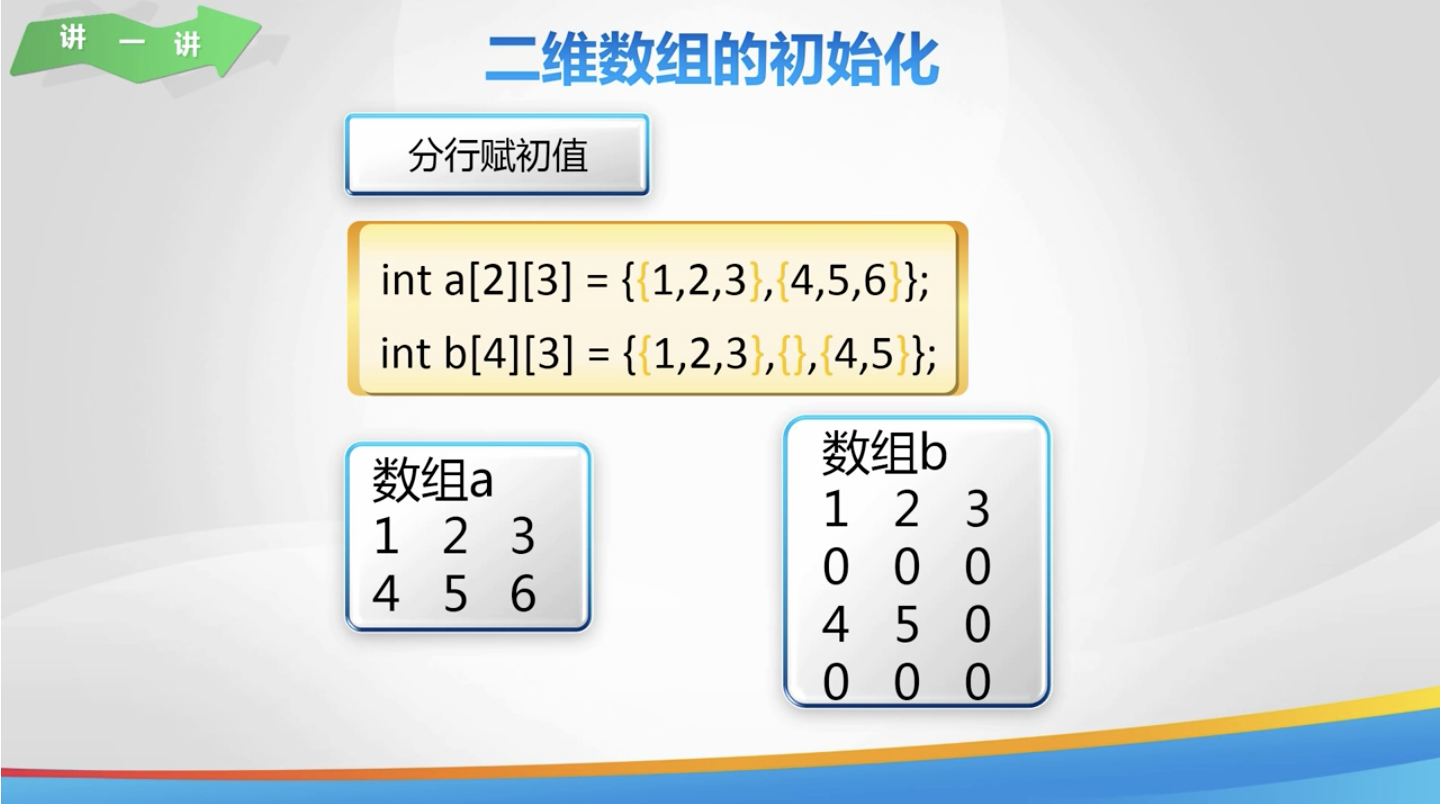 讲一讲
二维数组的初始化
分行赋初值
int a[2][3] = {{1,2,3},{4,5,6}};
int b[4][3] = {{1,2,3},{},{4,5}};
数组a
1 2 3
4 5 6
数组b
1 2 3
0 0 0
4 5 0
0 0 0